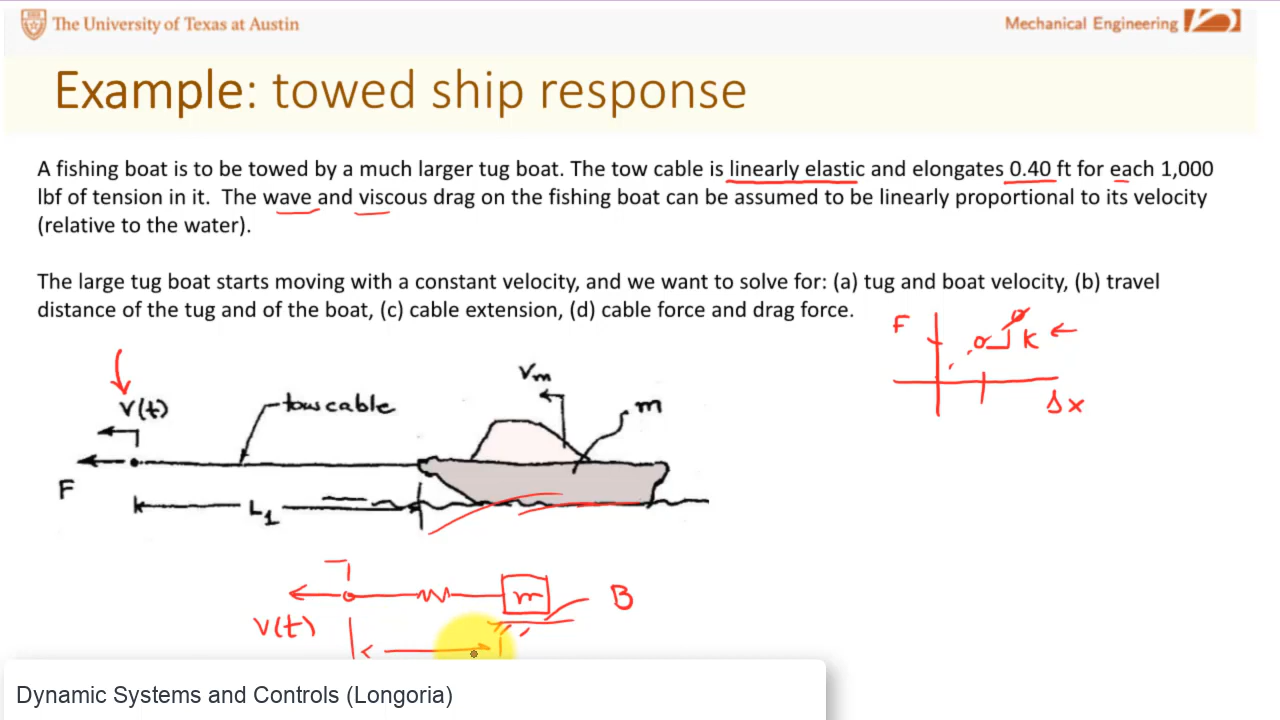 The University of Texas at Austin
Mechanical Engineering
Example: towed ship response
A fishing boat is to be towed by a much larger tug boat. The tow cable is linearly elastic and elongates 0.40 ft for each 1,000
lbf of tension in it.  The wave and viscous drag on the fishing boat can be assumed to be linearly proportional to its velocity
(relative to the water).
The large tug boat starts moving with a constant velocity, and we want to solve for: (a) tug and boat velocity, (b) travel
distance of the tug and of the boat, (c) cable extension, (d) cable force and drag force.
F
K
Δx
V(t)
tow cable
Vm
m
F
L1
m
B
V(t)
Dynamic Systems and Controls (Longoria)